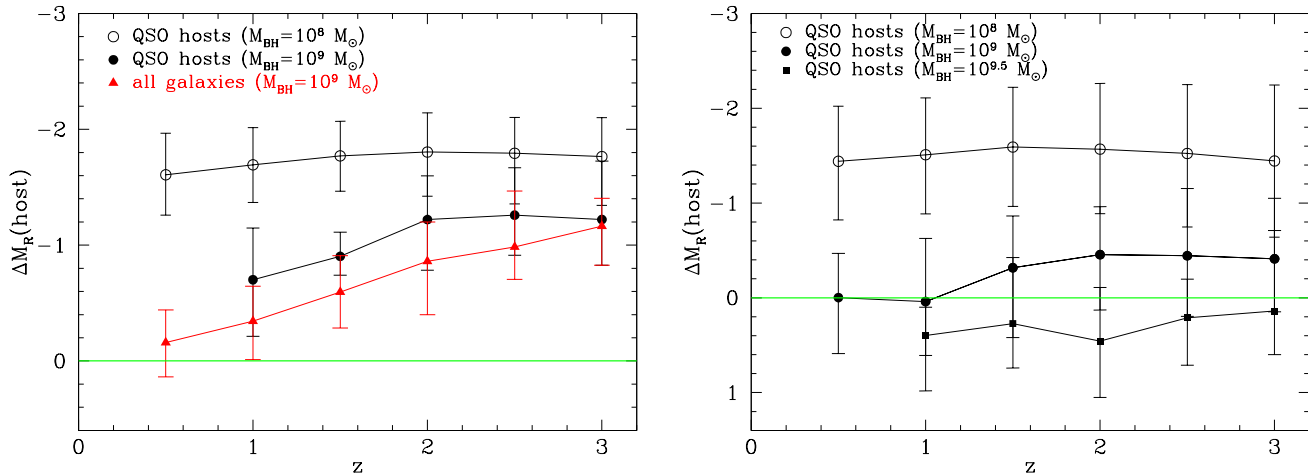 QSO hosts (M_BH=10^8 M_⊙)
QSO hosts (M_BH=10^9 M_⊙)
all galaxies (M_BH=10^9 M_⊙)
ΔM_R(host)
-3
-2
-1
0
0
1
2
3
z
QSO hosts (M_BH=10^8 M_⊙)
QSO hosts (M_BH=10^9 M_⊙)
QSO hosts (M_BH=10^9.5 M_⊙)
ΔM_R(host)
-3
-2
-1
0
1
0
1
2
3
z